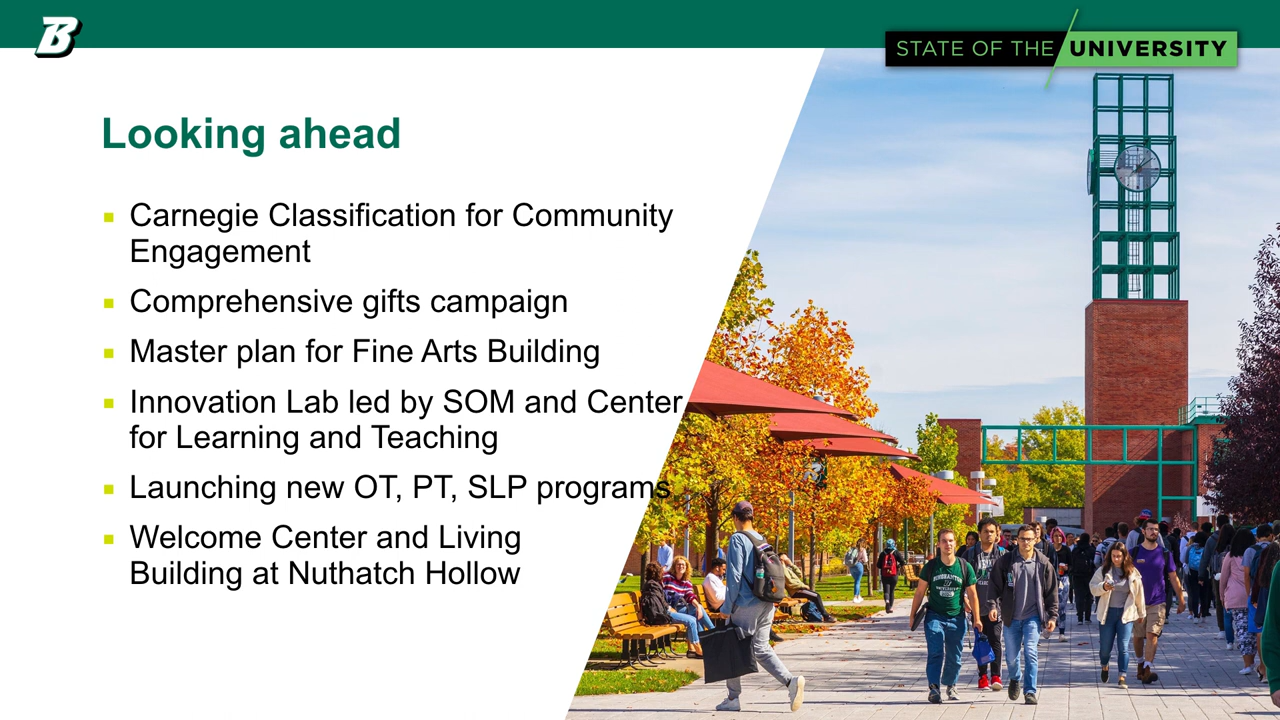 B
STATE OF THE UNIVERSITY
Looking ahead
Carnegie Classification for Community
Engagement
Comprehensive gifts campaign
Master plan for Fine Arts Building
Innovation Lab led by SOM and Center
for Learning and Teaching
Launching new OT, PT, SLP programs
Welcome Center and Living
Building at Nuthatch Hollow
BINGHAMTON